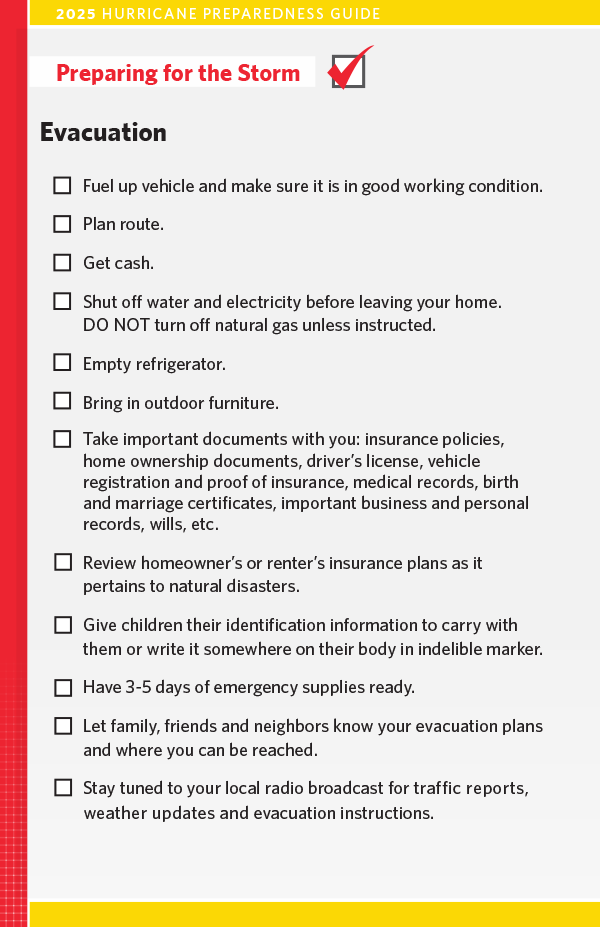 2025 HURRICANE PREPAREDNESS GUIDE
Preparing for the Storm
Evacuation
Fuel up vehicle and make sure it is in good working condition.
Plan route.
Get cash.
Shut off water and electricity before leaving your home.
DO NOT turn off natural gas unless instructed.
Empty refrigerator.
Bring in outdoor furniture.
Take important documents with you: insurance policies,
home ownership documents, driver’s license, vehicle
registration and proof of insurance, medical records, birth
and marriage certificates, important business and personal
records, wills, etc.
Review homeowner’s or renter’s insurance plans as it
pertains to natural disasters.
Give children their identification information to carry with
them or write it somewhere on their body in indelible marker.
Have 3-5 days of emergency supplies ready.
Let family, friends and neighbors know your evacuation plans
and where you can be reached.
Stay tuned to your local radio broadcast for traffic reports,
weather updates and evacuation instructions.